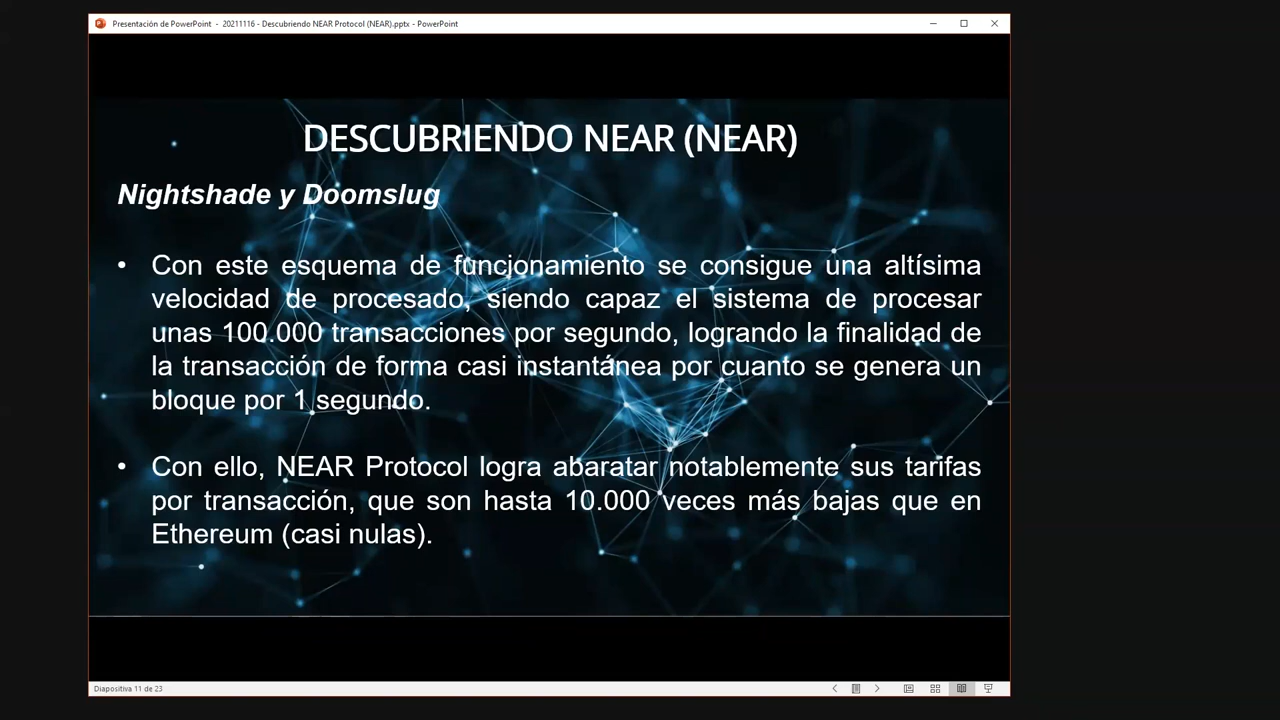 Presentación de PowerPoint - 20211116 - Descubriendo NEAR Protocol (NEAR).pptx - PowerPoint
DESCUBRIENDO NEAR (NEAR)
Nightshade y Doomslug
• Con este esquema de funcionamiento se consigue una altísima
velocidad de procesado, siendo capaz el sistema de procesar
unas 100.000 transacciones por segundo, logrando la finalidad de
la transacción de forma casi instantánea por cuanto se genera un
bloque por 1 segundo.
• Con ello, NEAR Protocol logra abaratar notablemente sus tarifas
por transacción, que son hasta 10.000 veces más bajas que en
Ethereum (casi nulas).
Diapositiva 11 de 23